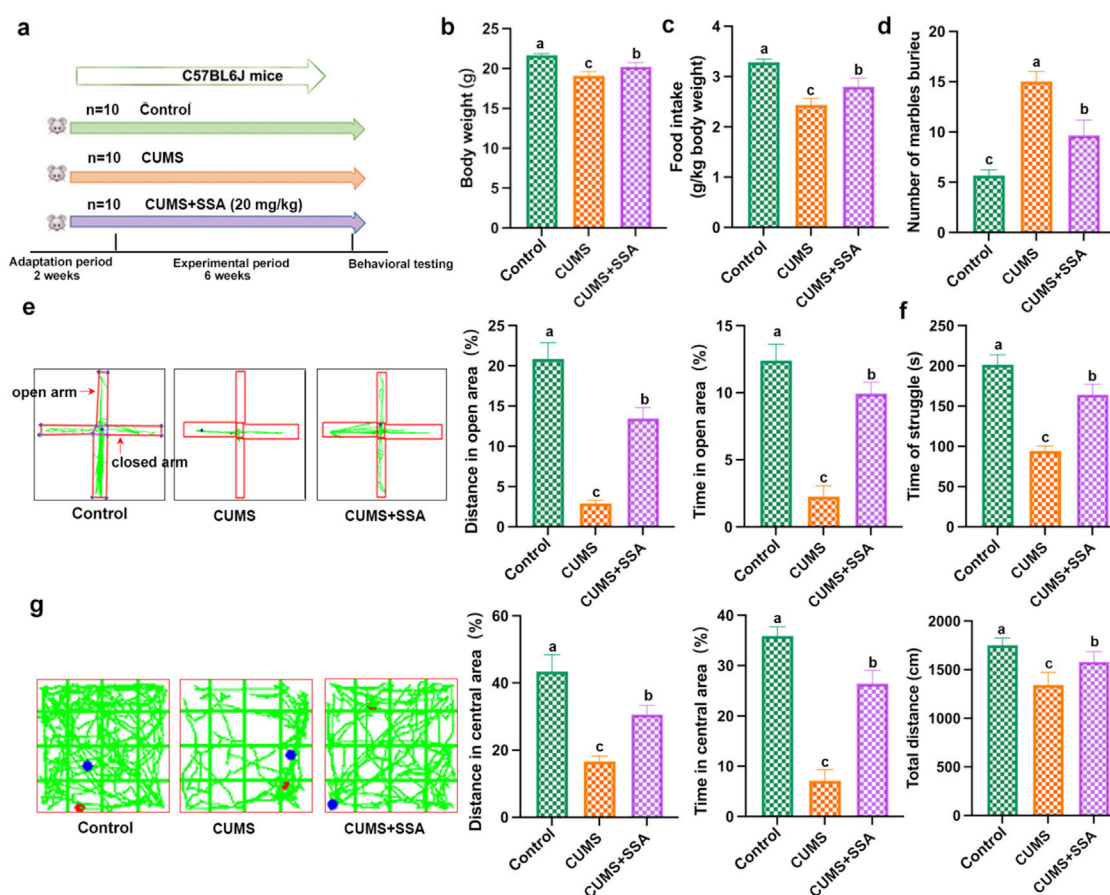 a
C57BL6J mice
n=10 Control
n=10 CUMS
n=10 CUMS+SSA (20 mg/kg)
Adaptation period
2 weeks
Experimental period
6 weeks
Behavioral testing
b
Body weight (g)
25
20
15
10
5
0
a
c
b
Control
CUMS
CUMS+SSA
c
Food intake
(g/kg body weight)
4
3
2
1
0
a
c
b
Control
CUMS
CUMS+SSA
d
Number of marbles burieu
20
15
10
5
0
c
a
b
Control
CUMS
CUMS+SSA
e
open arm
closed arm
Control
CUMS
CUMS+SSA
Distance in open area (%)
25
20
15
10
5
0
a
c
b
Control
CUMS
CUMS+SSA
Time in open area (%)
15
10
5
0
a
c
b
Control
CUMS
CUMS+SSA
f
Time of struggle (s)
250
200
150
100
50
0
a
c
b
Control
CUMS
CUMS+SSA
g
Control
CUMS
CUMS+SSA
Distance in central area (%)
60
40
20
0
a
c
b
Control
CUMS
CUMS+SSA
Time in central area (%)
40
30
20
10
0
a
c
b
Control
CUMS
CUMS+SSA
Total distance (cm)
2000
1500
1000
500
0
a
c
b
Control
CUMS
CUMS+SSA